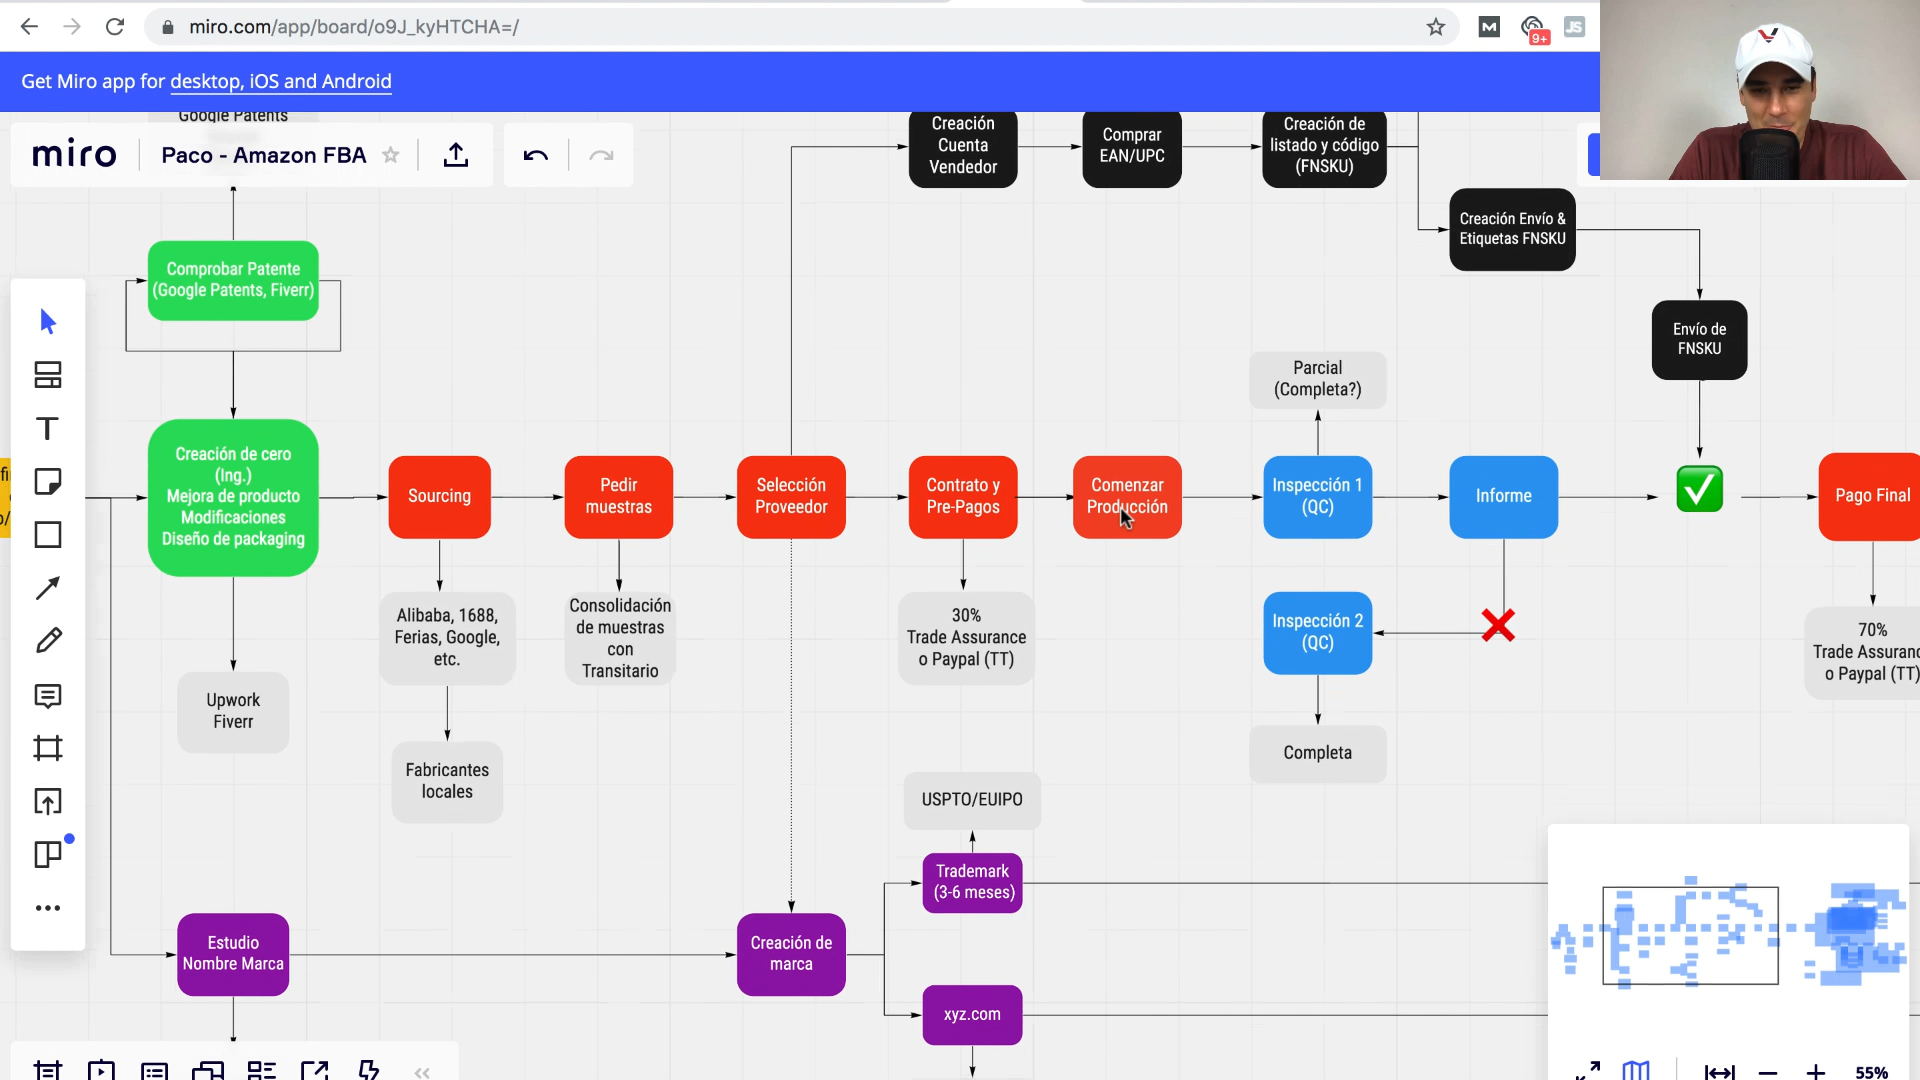 miro.com/app/board/o9J_kyHTCHA=/
9+
JS
Get Miro app for desktop, iOS and Android
Google Patents
miro
Paco - Amazon FBA
Creación
Cuenta
Vendedor
Comprar
EAN/UPC
Creación de
listado y código
(FNSKU)
Creación Envío &
Etiquetas FNSKU
Comprobar Patente
(Google Patents, Fiverr)
Envío de
FNSKU
Parcial
(Completa?)
Creación de cero
(Ing.)
Mejora de producto
Modificaciones
Diseño de packaging
Sourcing
Pedir
muestras
Selección
Proveedor
Contrato y
Pre-Pagos
Comenzar
Producción
Inspección 1
(QC)
Informe
Pago Final
Alibaba, 1688,
Ferias, Google,
etc.
Consolidación
de muestras
con
Transitario
30%
Trade Assurance
o Paypal (TT)
Inspección 2
(QC)
70%
Trade Assuranc
o Paypal (TT)
Upwork
Fiverr
Fabricantes
locales
Completa
USPTO/EUIPO
Trademark
(3-6 meses)
Estudio
Nombre Marca
Creación de
marca
xyz.com
55%